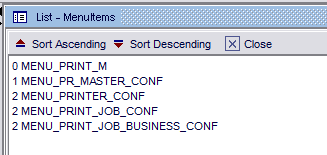 List - MenuItems
Sort Ascending Sort Descending Close
0 MENU_PRINT_M
1 MENU_PR_MASTER_CONF
2 MENU_PRINTER_CONF
2 MENU_PRINT_JOB_CONF
2 MENU_PRINT_JOB_BUSINESS_CONF